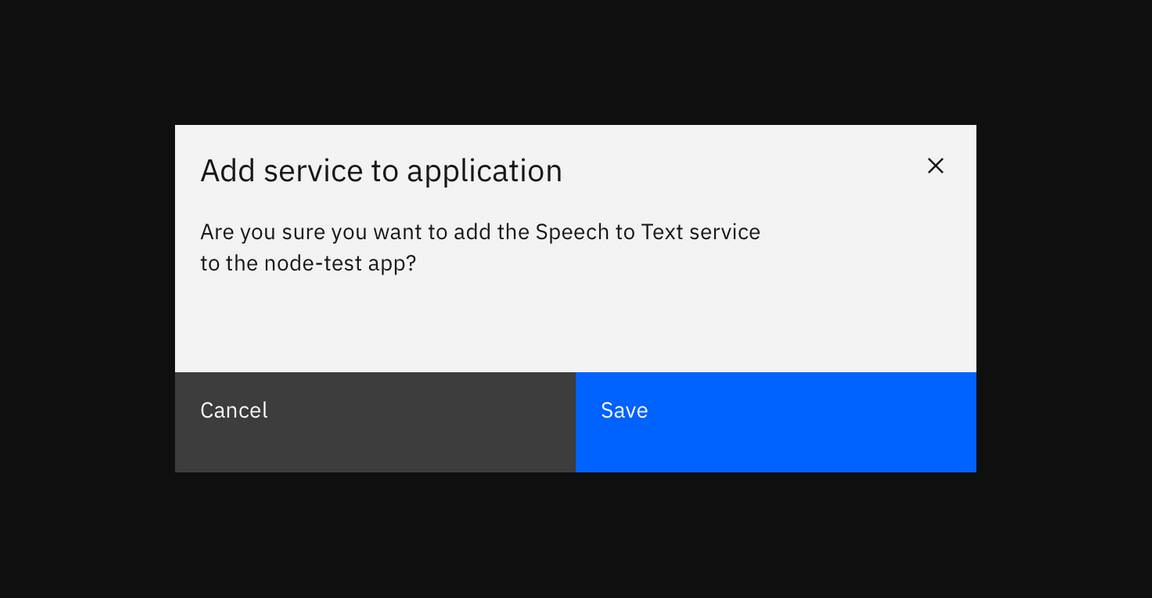 Add service to application
Are you sure you want to add the Speech to Text service
to the node-test app?
Cancel
Save